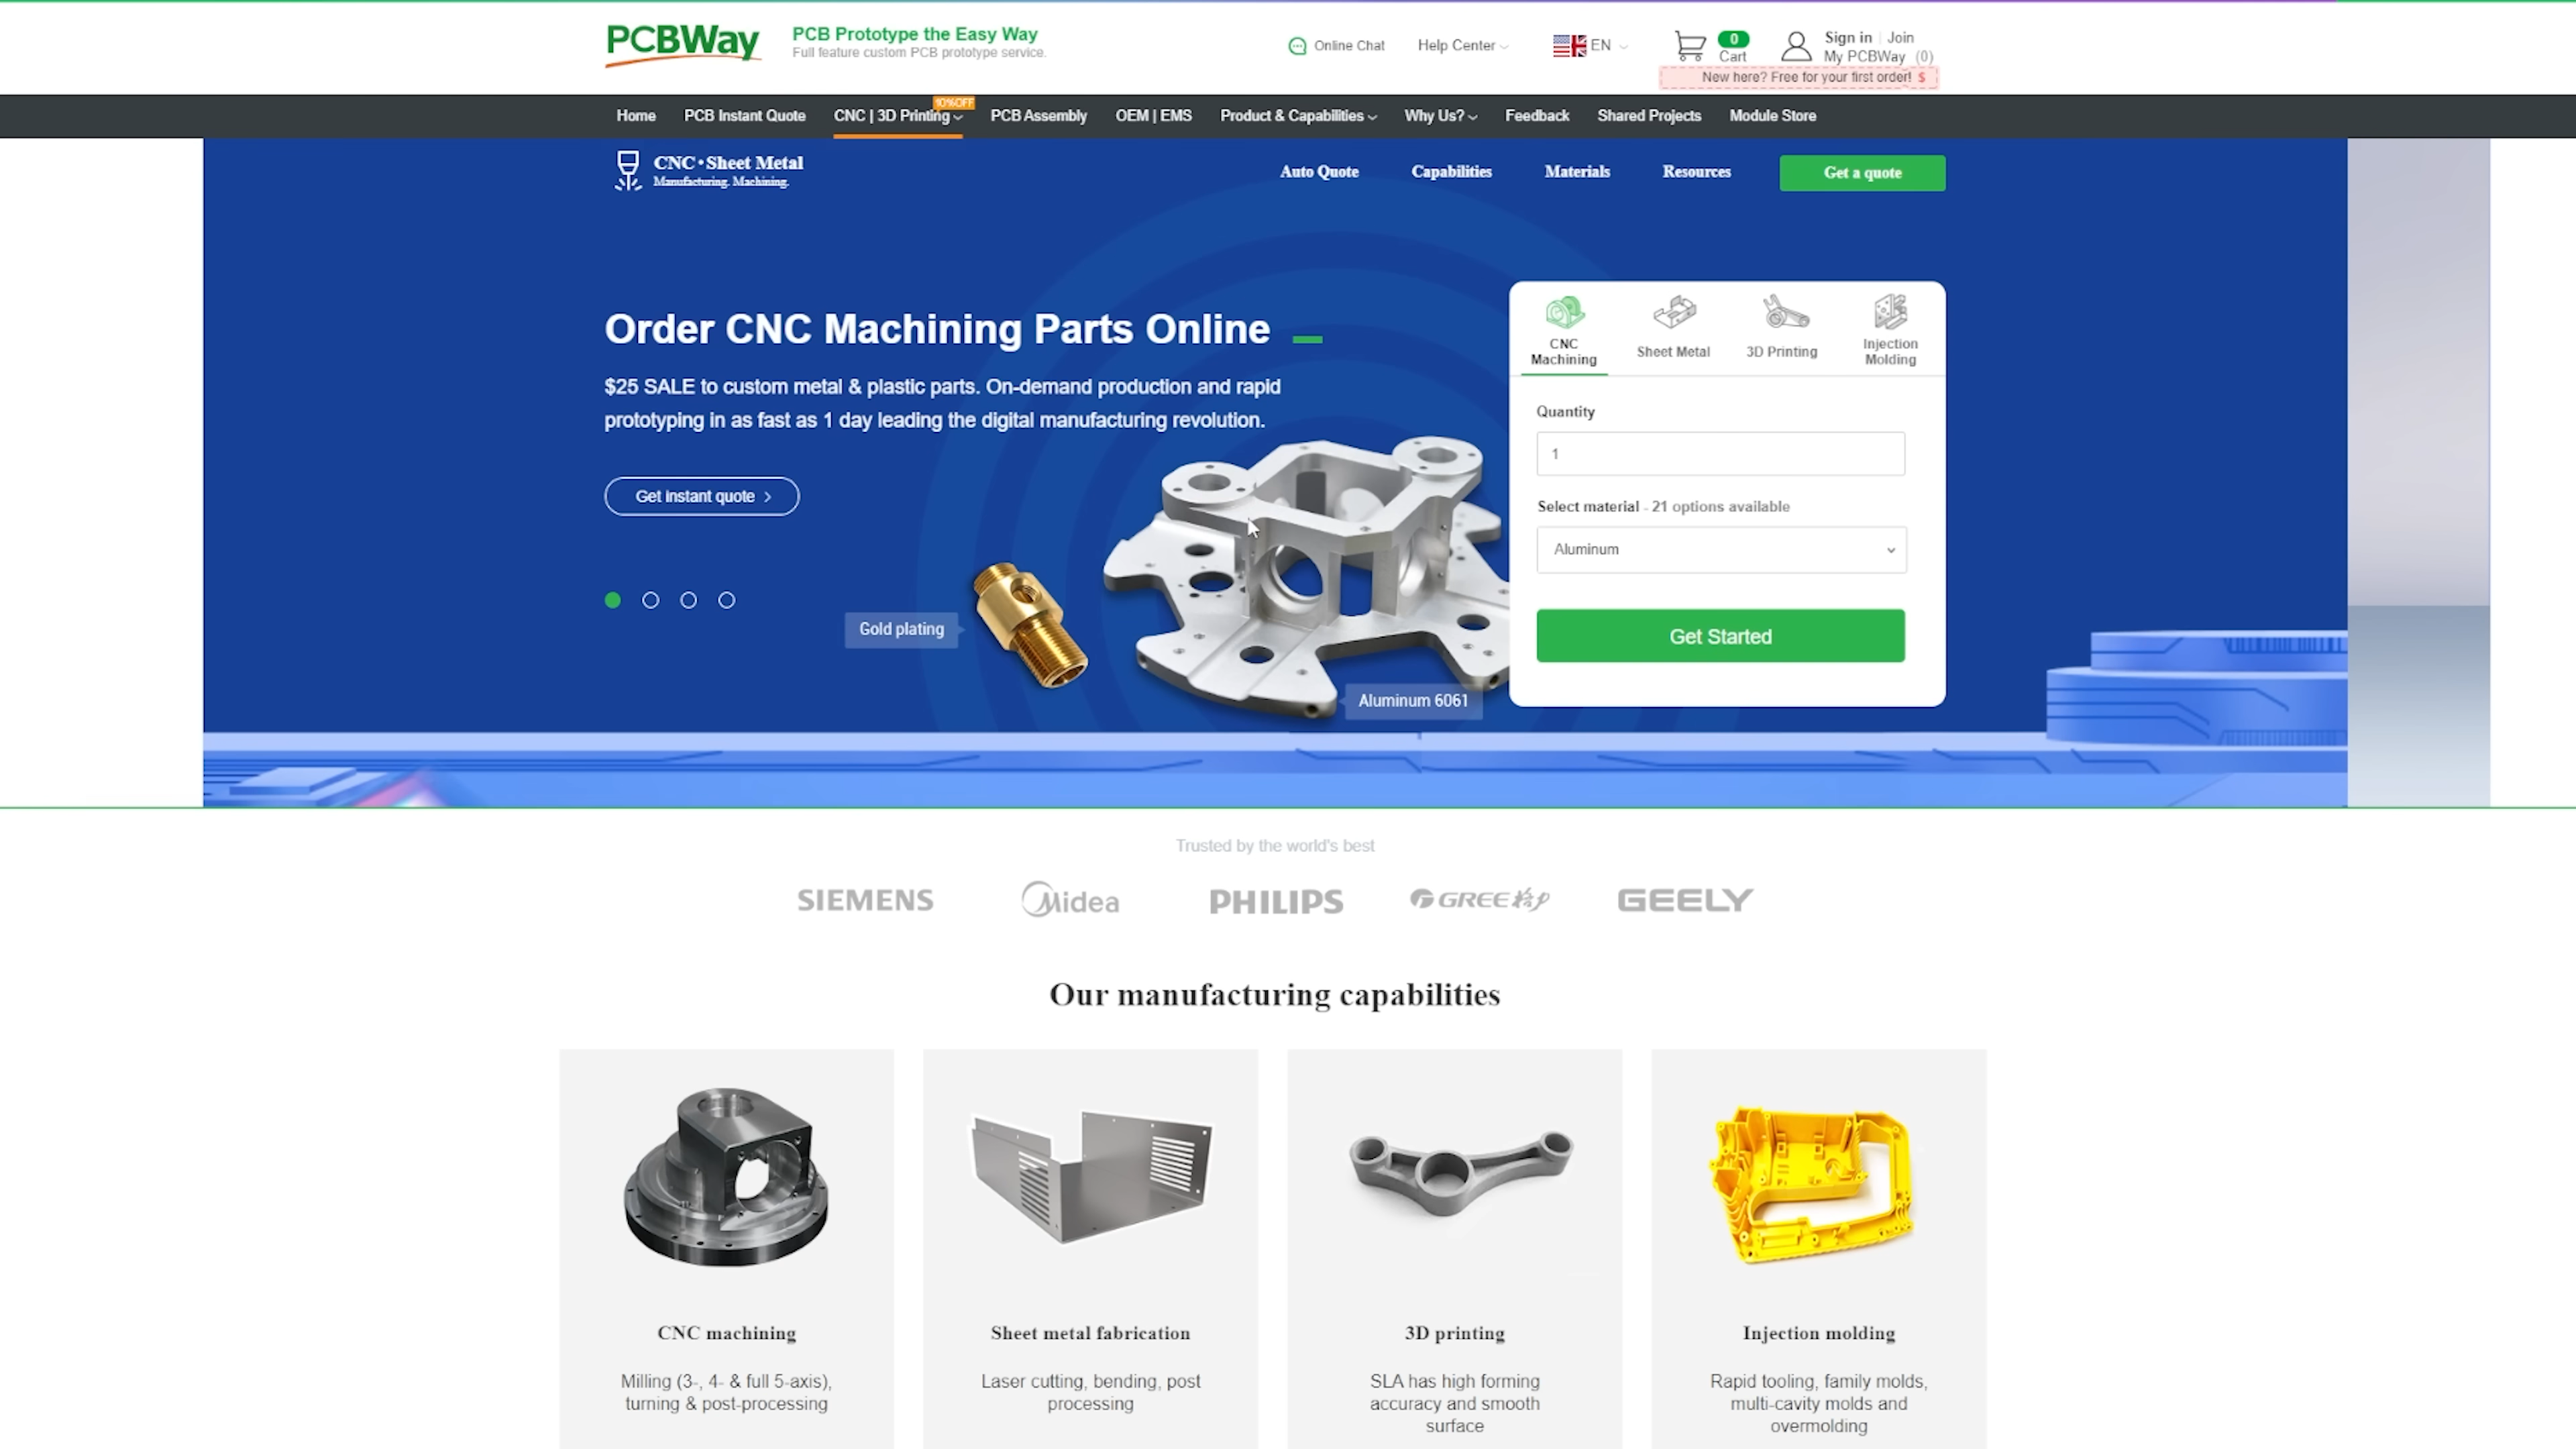 PCBWay
PCB Prototype the Easy Way
Full feature custom PCB prototype service.
Online Chat
Help Center
EN
0
Cart
Sign in | Join
My PCBWay (0)
New here? Free for your first order! $
10%OFF
Home
PCB Instant Quote
CNC | 3D Printing
PCB Assembly
OEM | EMS
Product & Capabilities
Why Us?
Feedback
Shared Projects
Module Store
CNC•Sheet Metal
Manufacturing. Machining.
Auto Quote
Capabilities
Materials
Resources
Get a quote
Order CNC Machining Parts Online
$25 SALE to custom metal & plastic parts. On-demand production and rapid
prototyping in as fast as 1 day leading the digital manufacturing revolution.
Get instant quote >
Gold plating
Aluminum 6061
CNC
Machining
Sheet Metal
3D Printing
Injection
Molding
Quantity
1
Select material - 21 options available
Aluminum
Get Started
Trusted by the world's best
SIEMENS
Midea
PHILIPS
GREE格力
GEELY
Our manufacturing capabilities
CNC machining
Milling (3-, 4- & full 5-axis),
turning & post-processing
Sheet metal fabrication
Laser cutting, bending, post
processing
3D printing
SLA has high forming
accuracy and smooth
surface
Injection molding
Rapid tooling, family molds,
multi-cavity molds and
overmolding